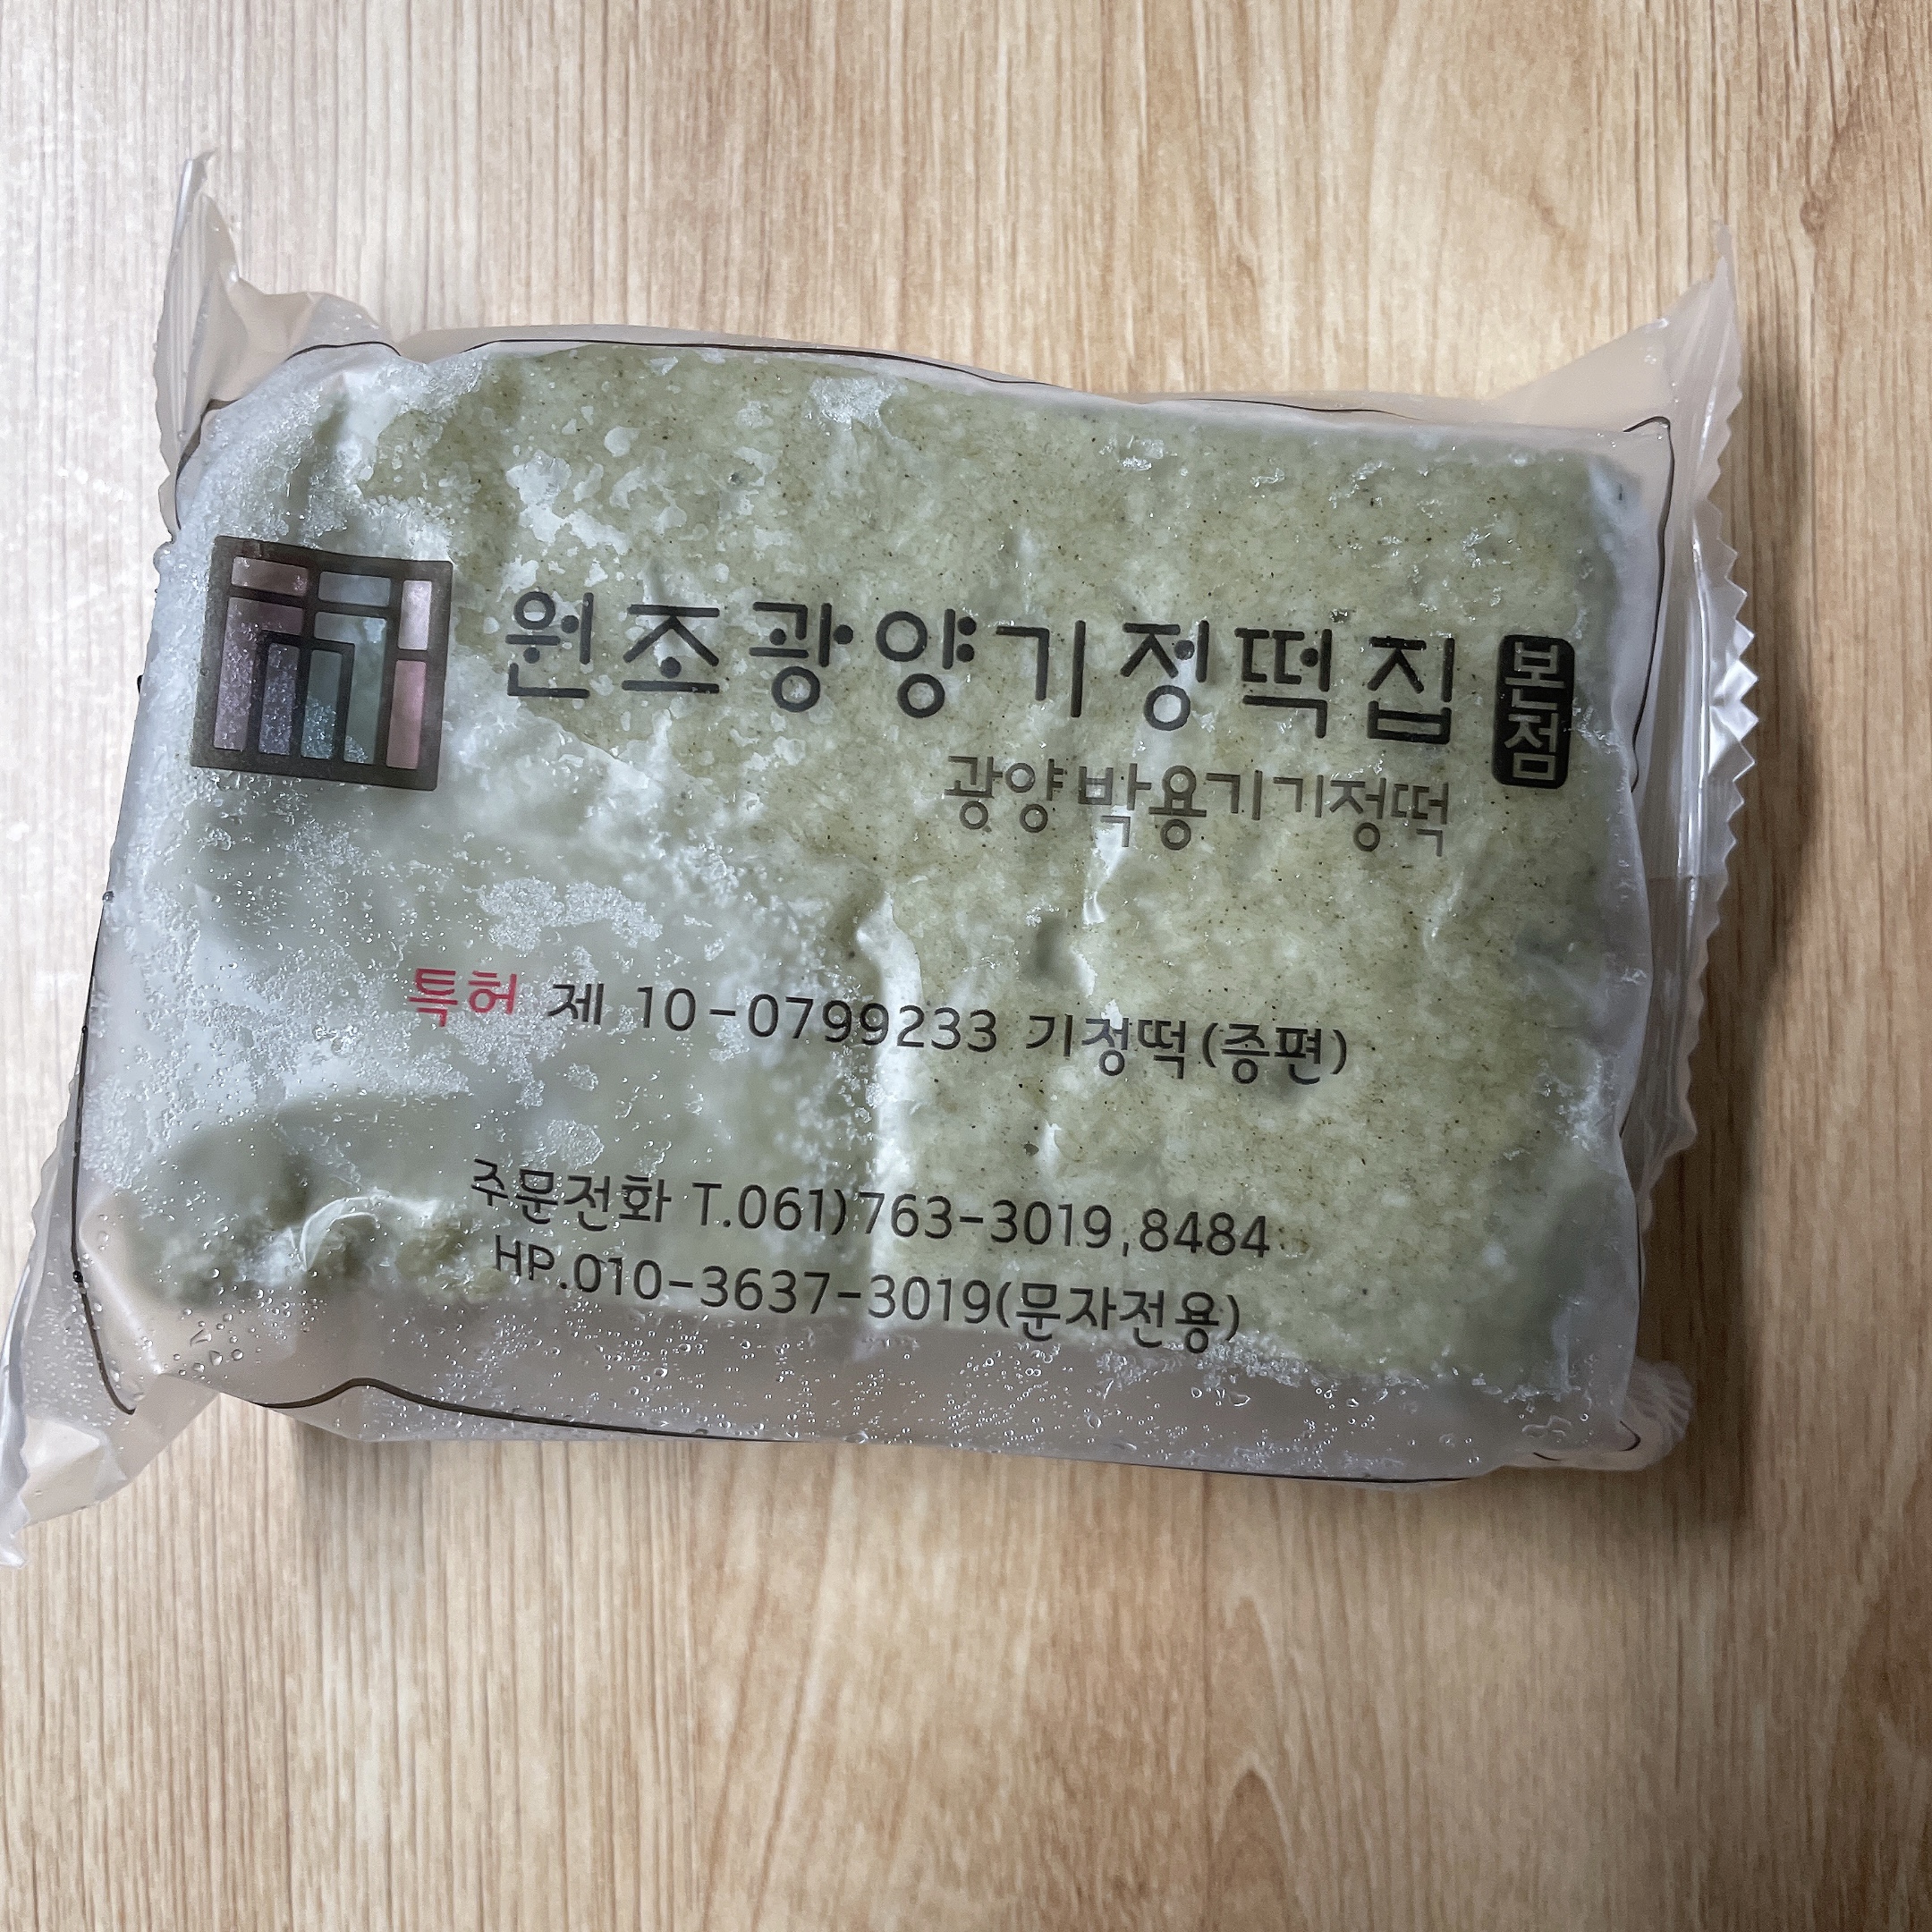 원조광양기정떡집 본점
광양박용기기정떡
특허 제 10-0799233 기정떡(증편)
주문전화 T.061)763-3019,8484
HP.010-3637-3019(문자전용)